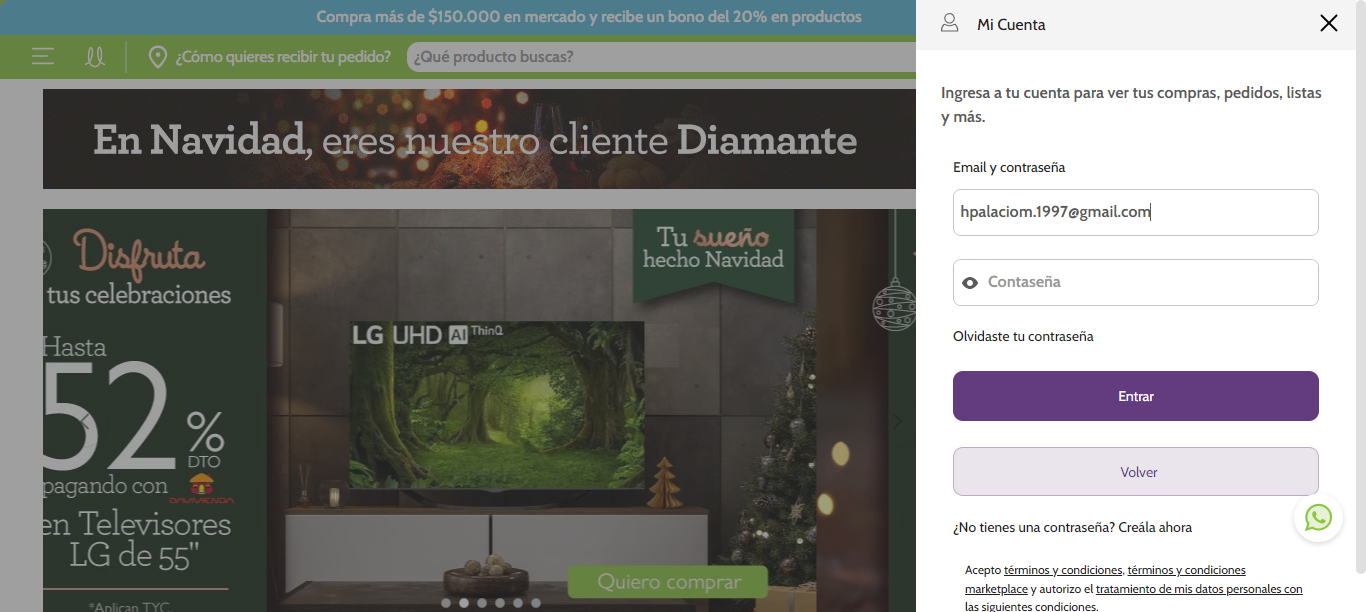 Compra más de $150.000 en mercado y recibe un bono del 20% en productos
¿Cómo quieres recibir tu pedido?
¿Qué producto buscas?
En Navidad, eres nuestro cliente Diamante
Disfruta
tus celebraciones
Hasta
52%
DTO
pagando con
DAVIVIENDA
en Televisores
LG de 55"
*Aplican TYC
Tu sueño
hecho Navidad
LG UHD AI ThinQ
Quiero comprar
Mi Cuenta
Ingresa a tu cuenta para ver tus compras, pedidos, listas
y más.
Email y contraseña
hpalaciom.1997@gmail.com
Contaseña
Olvidaste tu contraseña
Entrar
Volver
¿No tienes una contraseña? Creála ahora
Acepto términos y condiciones, términos y condiciones
marketplace y autorizo el tratamiento de mis datos personales con
las siguientes condiciones.